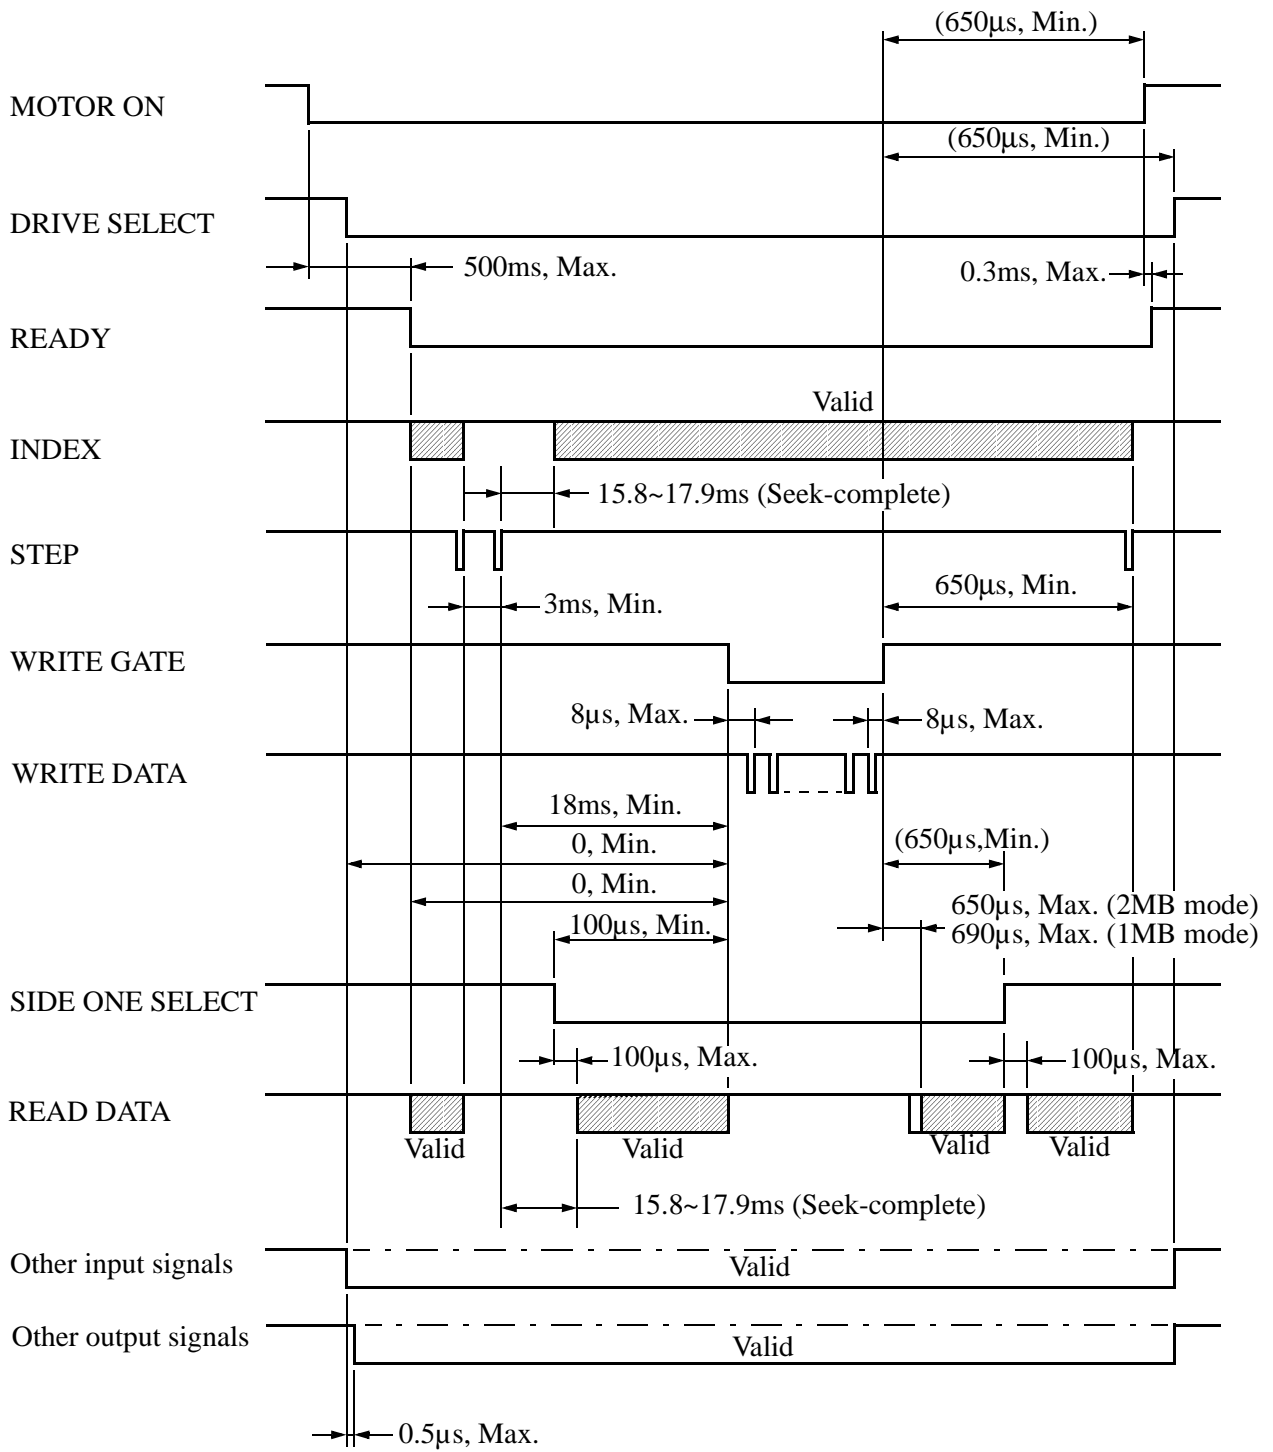 (650µs, Min.)
MOTOR ON
(650µs, Min.)
DRIVE SELECT
500ms, Max.
0.3ms, Max.
READY
Valid
INDEX
15.8~17.9ms (Seek-complete)
STEP
3ms, Min.
650µs, Min.
WRITE GATE
8µs, Max.
8µs, Max.
WRITE DATA
18ms, Min.
(650µs,Min.)
0, Min.
0, Min.
650µs, Max. (2MB mode)
100µs, Min.
690µs, Max. (1MB mode)
SIDE ONE SELECT
100µs, Max.
100µs, Max.
READ DATA
Valid
Valid
Valid
Valid
15.8~17.9ms (Seek-complete)
Other input signals
Valid
Other output signals
Valid
0.5µs, Max.